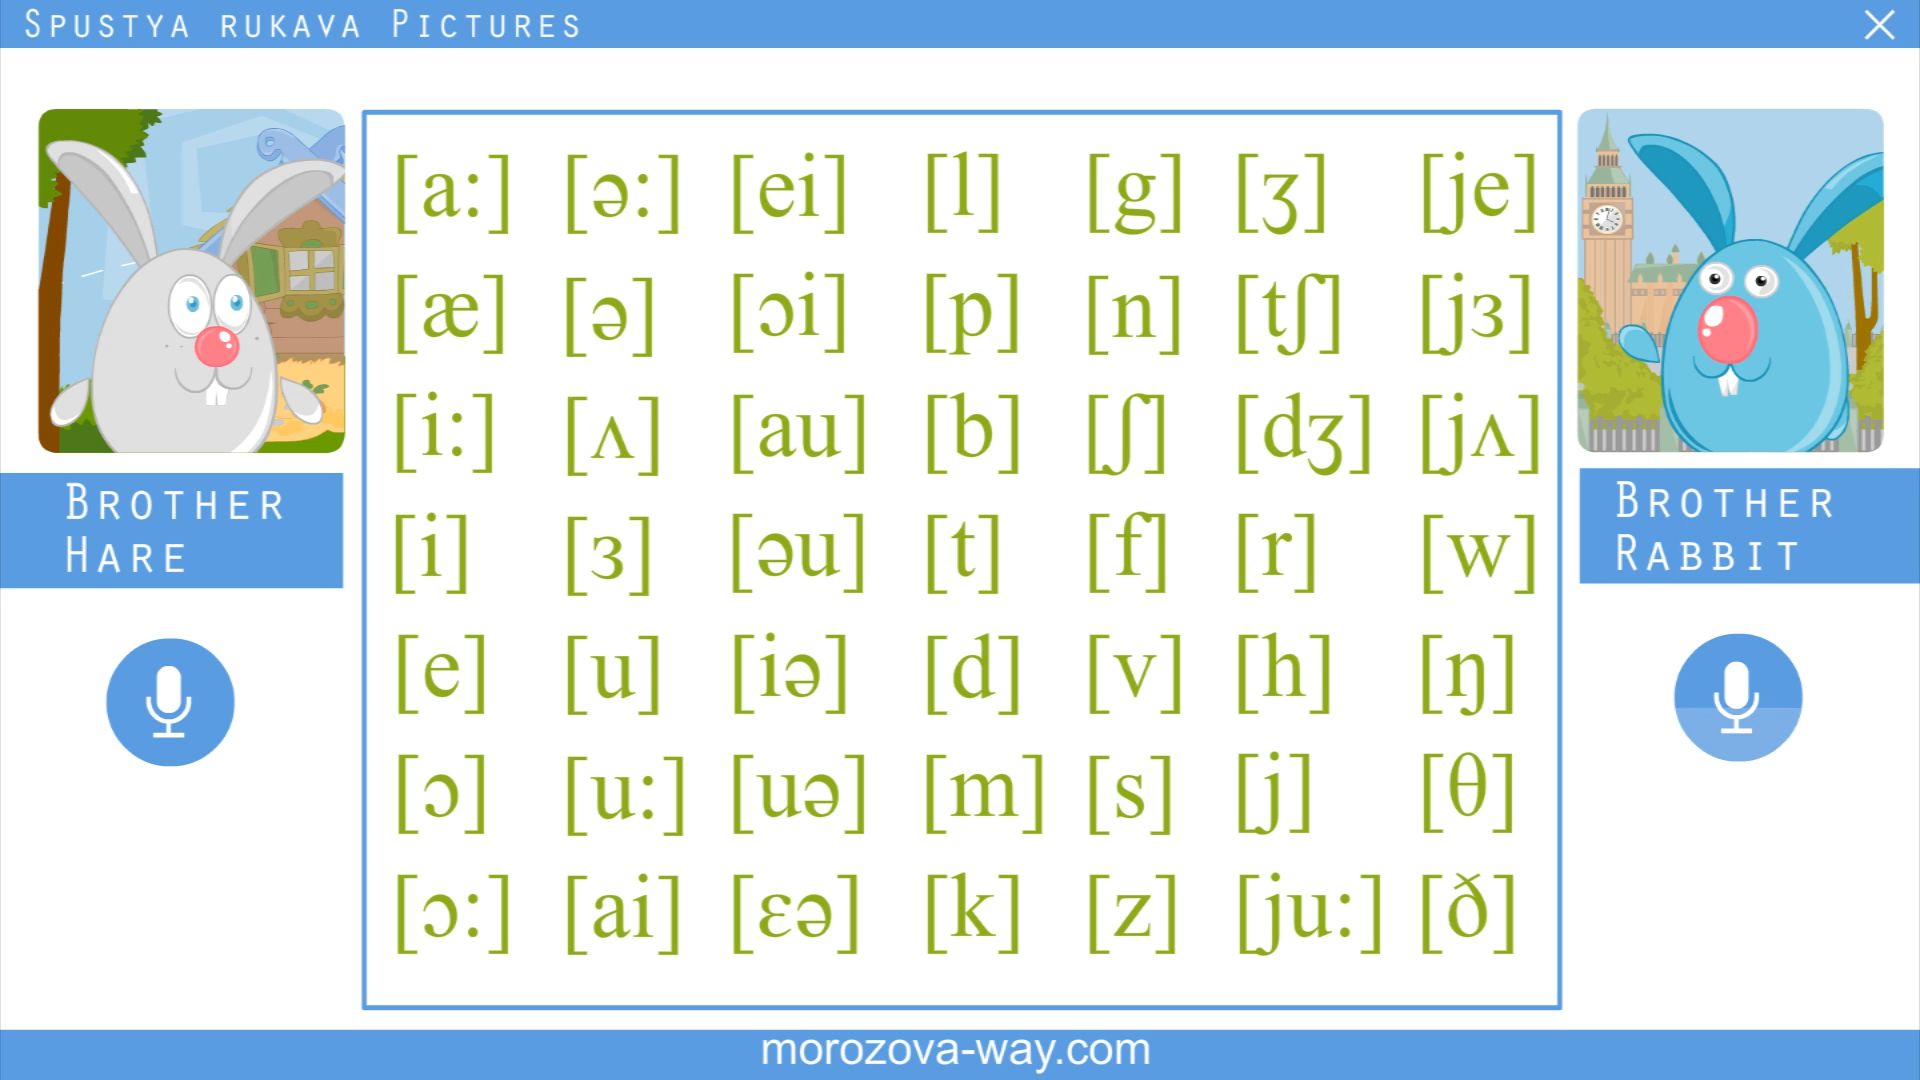 Spustya rukava Pictures
[a:] [ə:] [ei] [l] [g] [ʒ] [je]
[æ] [ə] [ɔi] [p] [n] [tʃ] [jɜ]
[i:] [ʌ] [au] [b] [ʃ] [dʒ] [jʌ]
[i] [ɜ] [əu] [t] [f] [r] [w]
[e] [u] [iə] [d] [v] [h] [ŋ]
[ɔ] [u:] [uə] [m] [s] [j] [θ]
[ɔ:] [ai] [ɛə] [k] [z] [ju:] [ð]
Brother
Hare
Brother
Rabbit
morozova-way.com